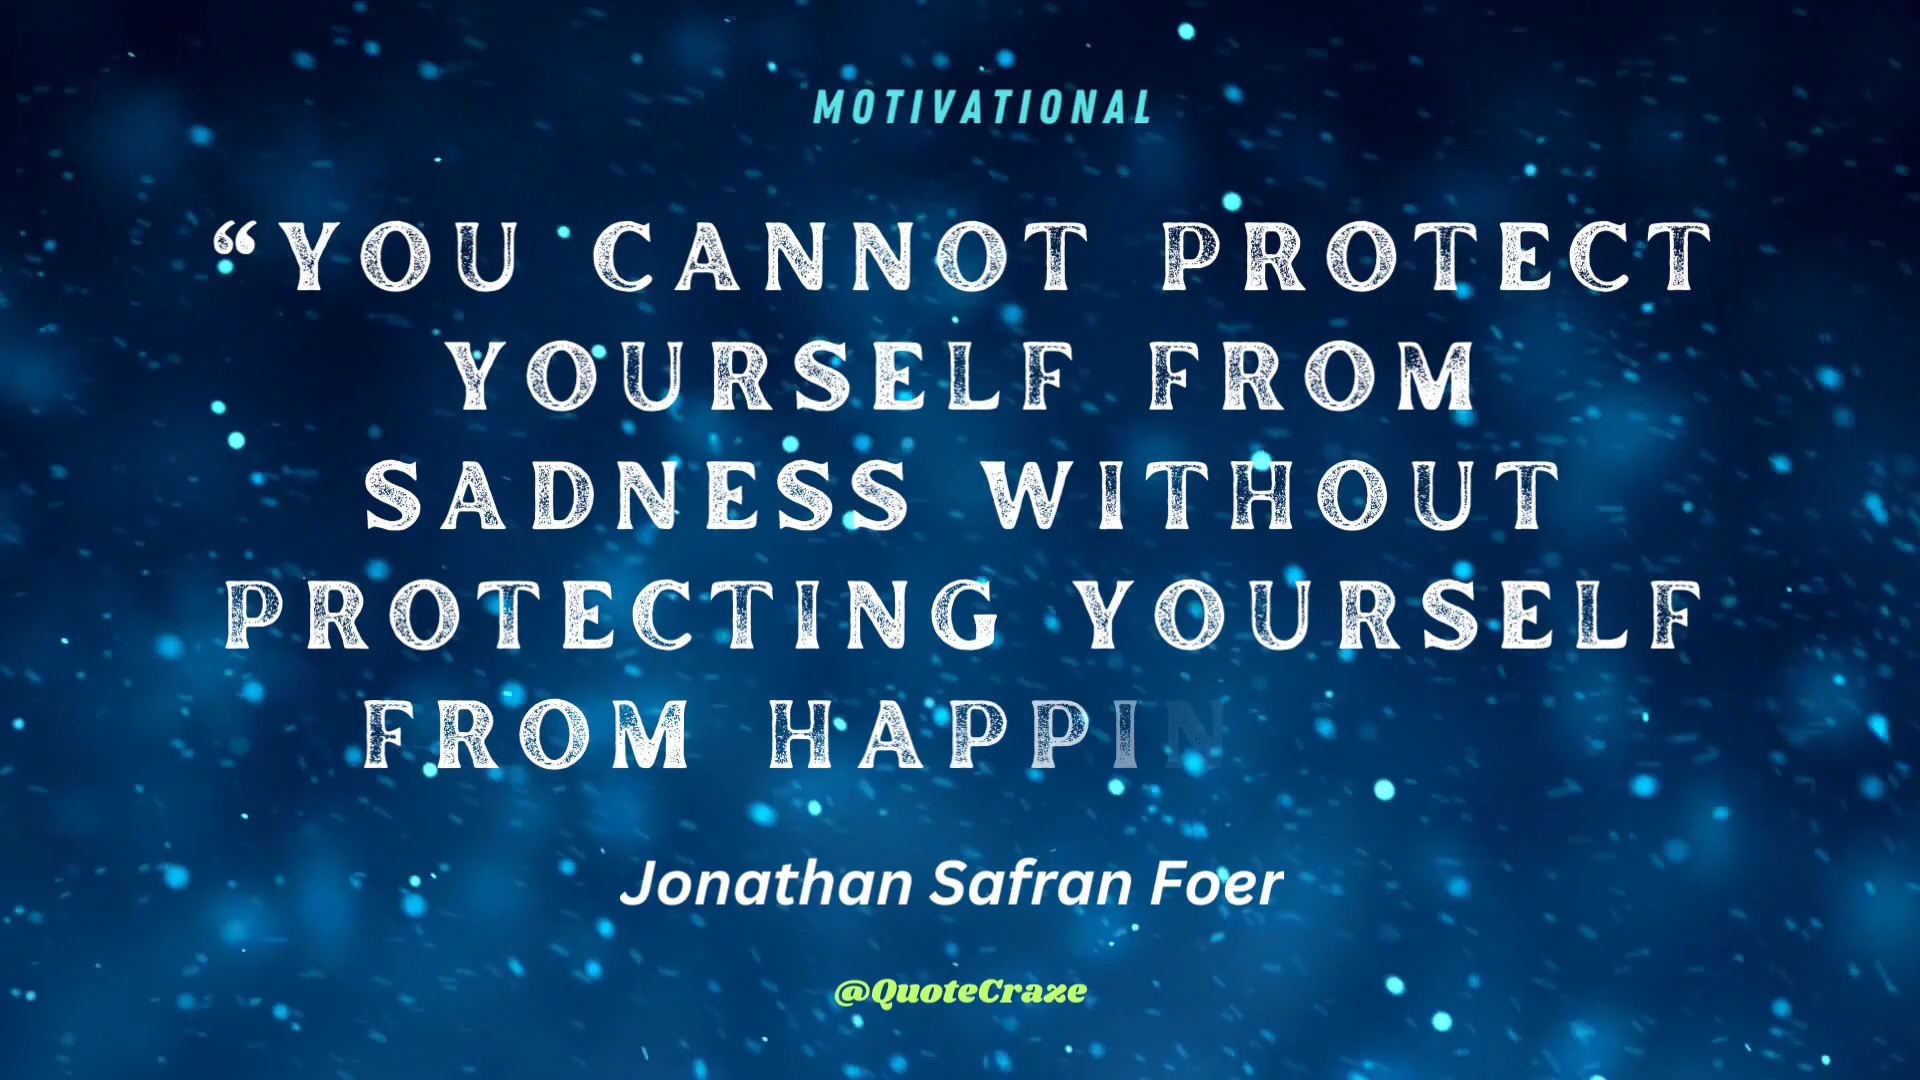 MOTIVATIONAL
“YOU CANNOT PROTECT
YOURSELF FROM
SADNESS WITHOUT
PROTECTING YOURSELF
FROM HAPPIN
Jonathan Safran Foer
@QuoteCraze